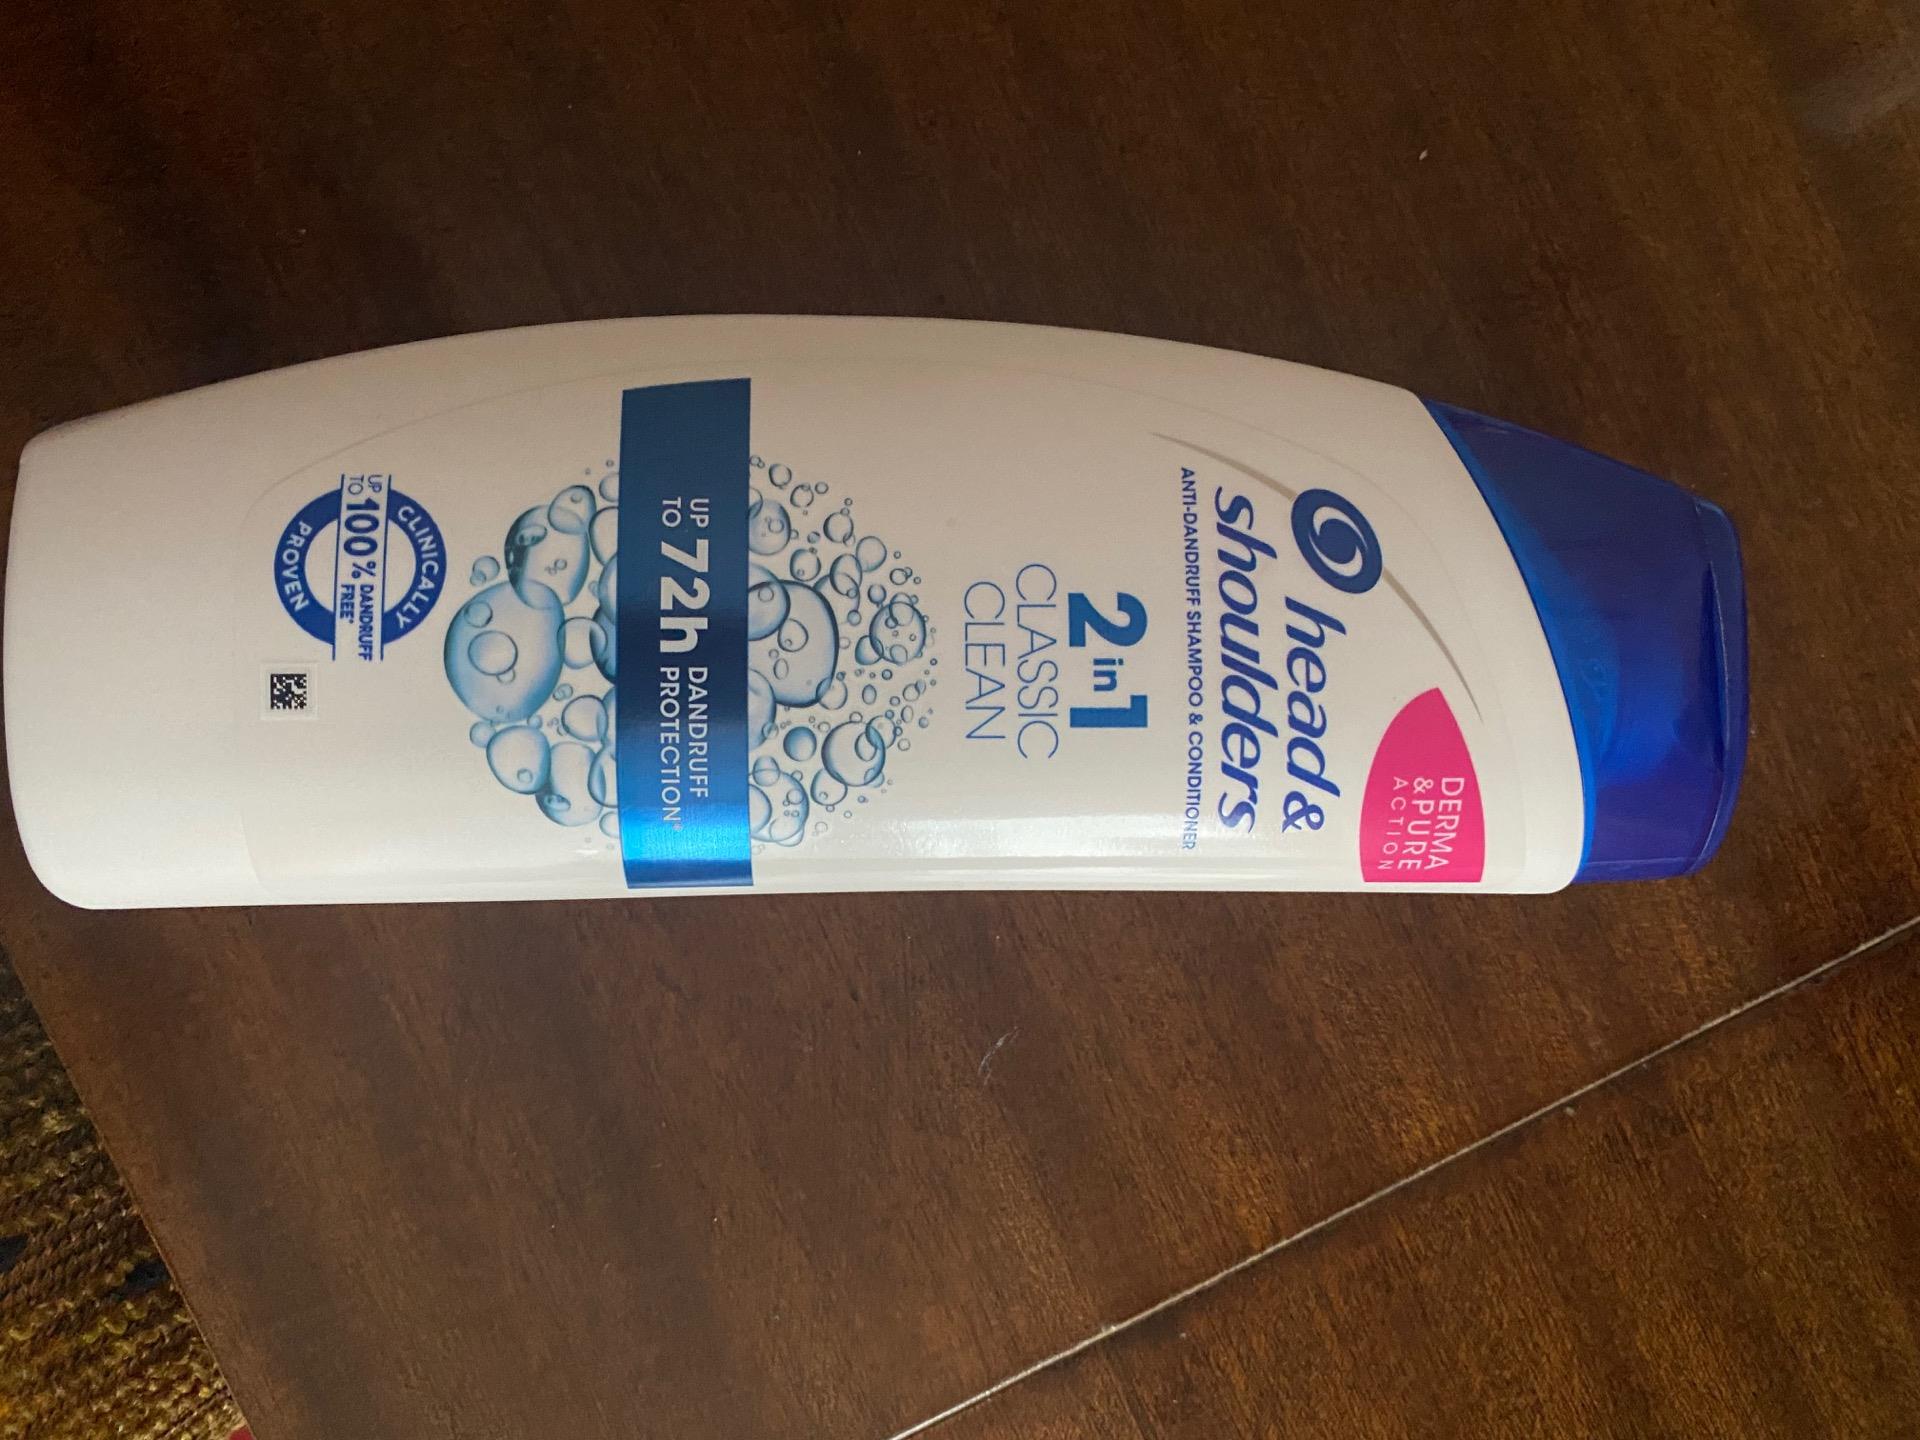 DERMA
&PURE
ACTION
head&
shoulders
ANTI-DANDRUFF SHAMPOO & CONDITIONER
2in1
CLASSIC
CLEAN
UP TO 72h DANDRUFF PROTECTION*
CLINICALLY
UP TO 100% DANDRUFF FREE*
PROVEN